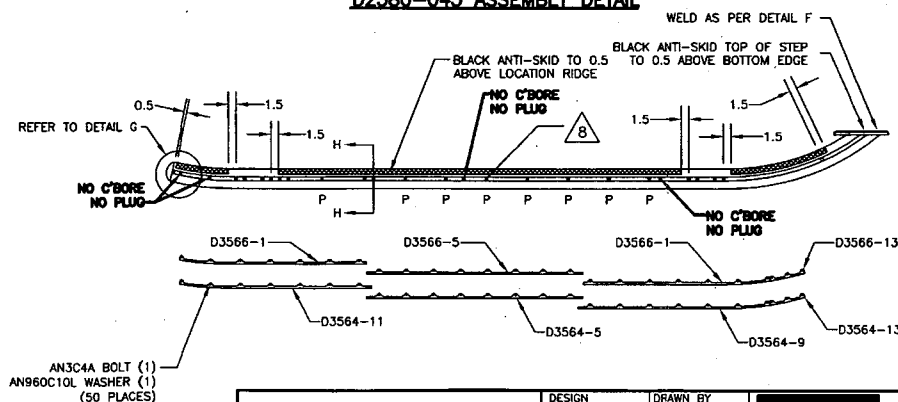 D2580-045 ASSEMBLY DETAIL
WELD AS PER DETAIL F
BLACK ANTI-SKID TO 0.5
ABOVE LOCATION RIDGE
BLACK ANTI-SKID TOP OF STEP
TO 0.5 ABOVE BOTTOM EDGE
NO C'BORE
NO PLUG
0.5
1.5
1.5
8
1.5
1.5
1.5
REFER TO DETAIL G
H
H
NO C'BORE
NO PLUG
P P P P P P P
NO C'BORE
NO PLUG
D3566-1
D3566-5
D3566-1
D3566-13
D3564-11
D3564-5
D3564-9
D3564-13
AN3C4A BOLT (1)
AN960C10L WASHER (1)
(50 PLACES)
DESIGN
DRAWN BY